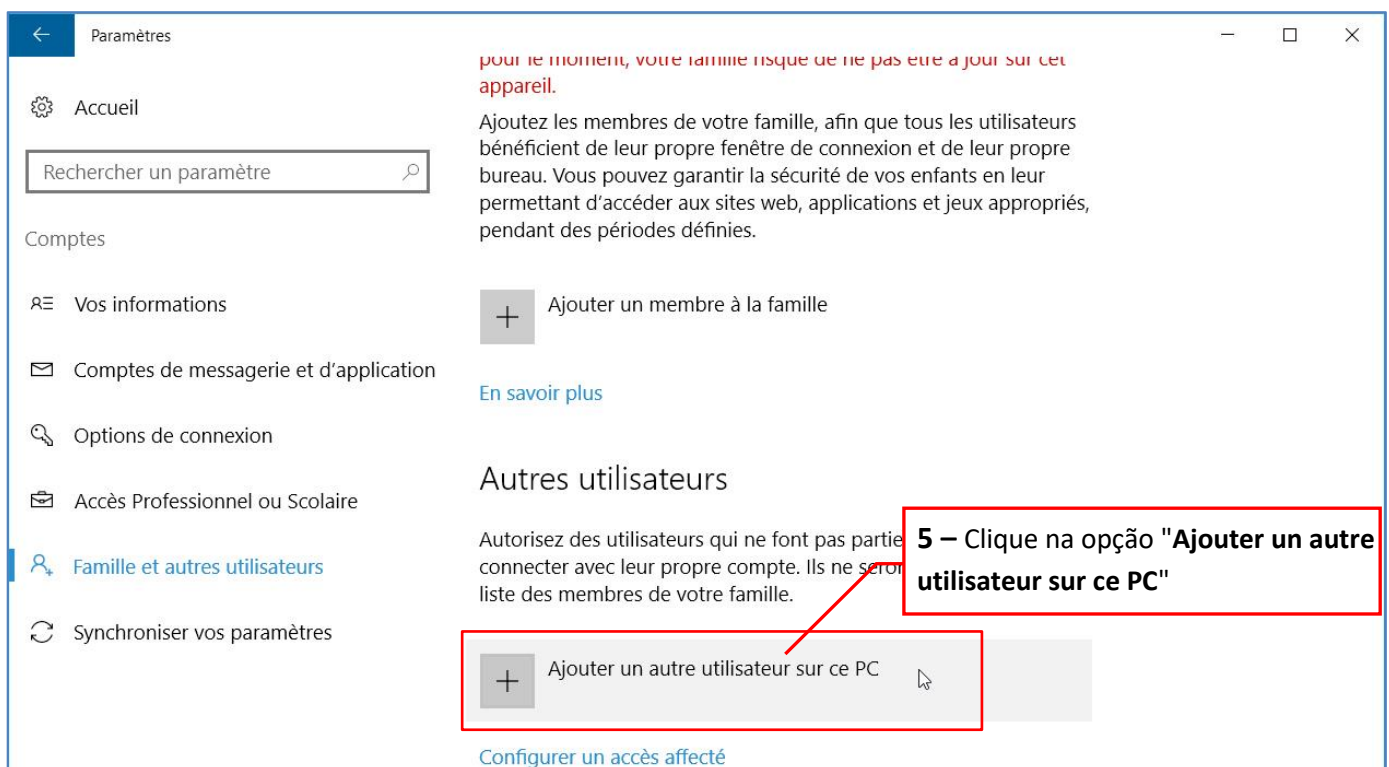 Paramètres
pour le moment, votre famille risque de ne pas être à jour sur cet
appareil.
Accueil
Ajoutez les membres de votre famille, afin que tous les utilisateurs
bénéficient de leur propre fenêtre de connexion et de leur propre
bureau. Vous pouvez garantir la sécurité de vos enfants en leur
permettant d'accéder aux sites web, applications et jeux appropriés,
pendant des périodes définies.
Rechercher un paramètre
Comptes
Vos informations
Comptes de messagerie et d'application
Options de connexion
Accès Professionnel ou Scolaire
Famille et autres utilisateurs
Synchroniser vos paramètres
Ajouter un membre à la famille
En savoir plus
Autres utilisateurs
Autorisez des utilisateurs qui ne font pas partie
connecter avec leur propre compte. Ils ne seront
liste des membres de votre famille.
5 – Clique na opção "Ajouter un autre
utilisateur sur ce PC"
Ajouter un autre utilisateur sur ce PC
Configurer un accès affecté